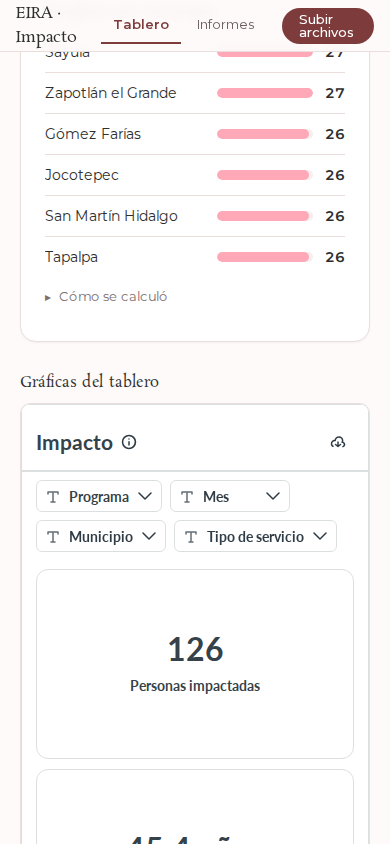 EIRA ·
Impacto
Tablero
Informes
Subir
archivos
Sayula 27
Zapotlán el Grande 27
Gómez Farías 26
Jocotepec 26
San Martín Hidalgo 26
Tapalpa 26
▸ Cómo se calculó
Gráficas del tablero
Impacto
Programa
Mes
Municipio
Tipo de servicio
126
Personas impactadas